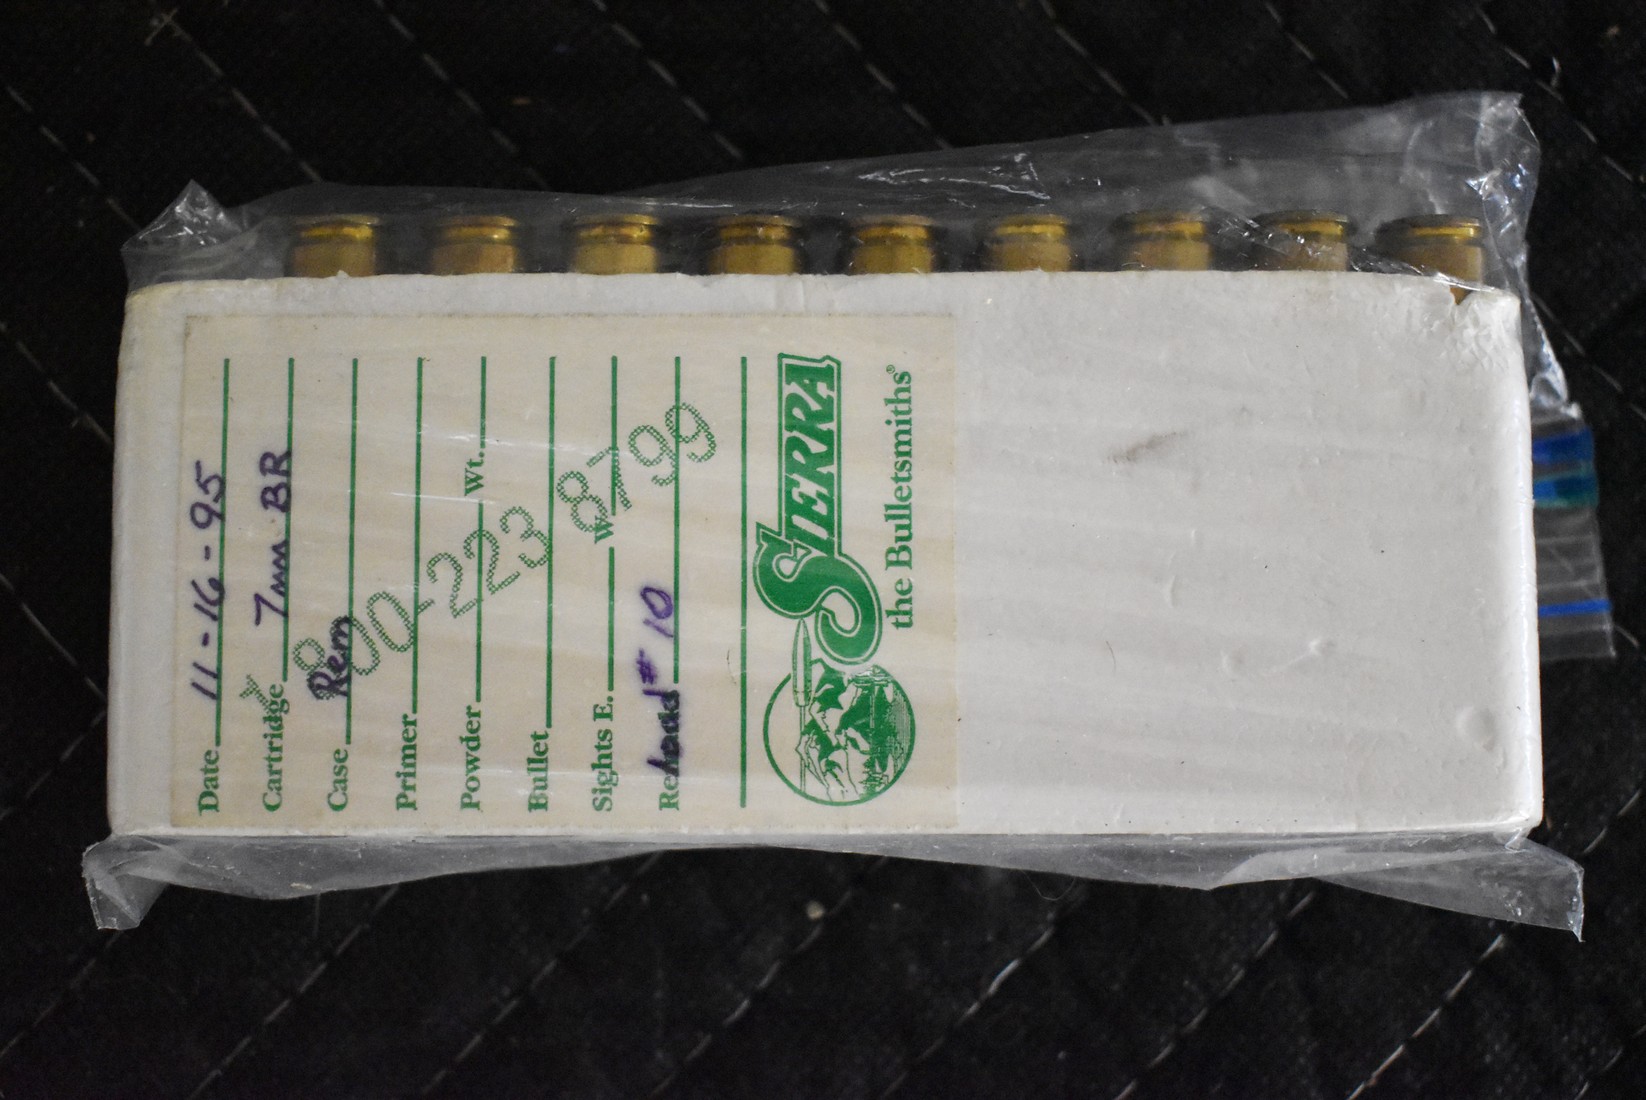 Date 11-16-95
Cartridge 7mm BR
Case Rem
Primer
Powder Wt.
Bullet
Sights E. W.
Reload # 10
800-223 8799
SIERRA
the Bulletsmiths®